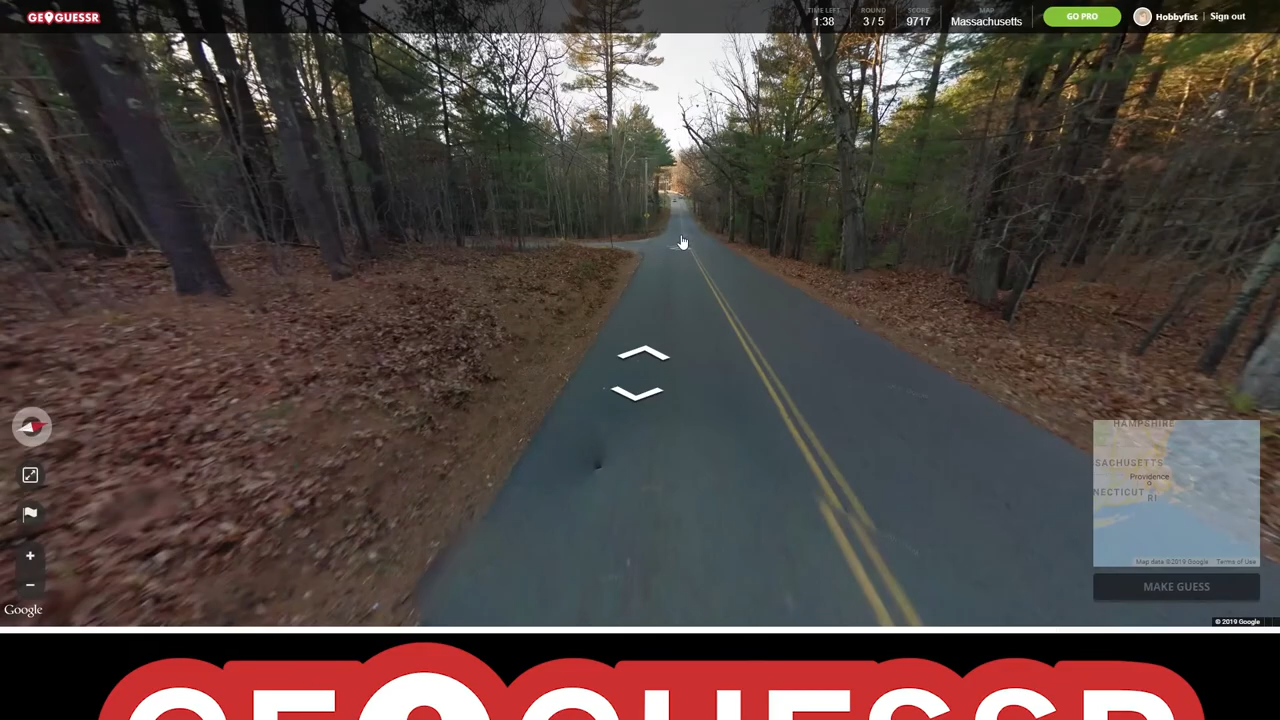 GEOGUESSR
TIME LEFT
1:38
ROUND
3 / 5
SCORE
9717
MAP
Massachusetts
GO PRO
Hobbyfist
Sign out
HAMPSHIRE
SACHUSETTS
Providence
NECTICUT
RI
Map data ©2019 Google
Terms of Use
MAKE GUESS
+
−
Google
© 2019 Google
GEOGUESSR